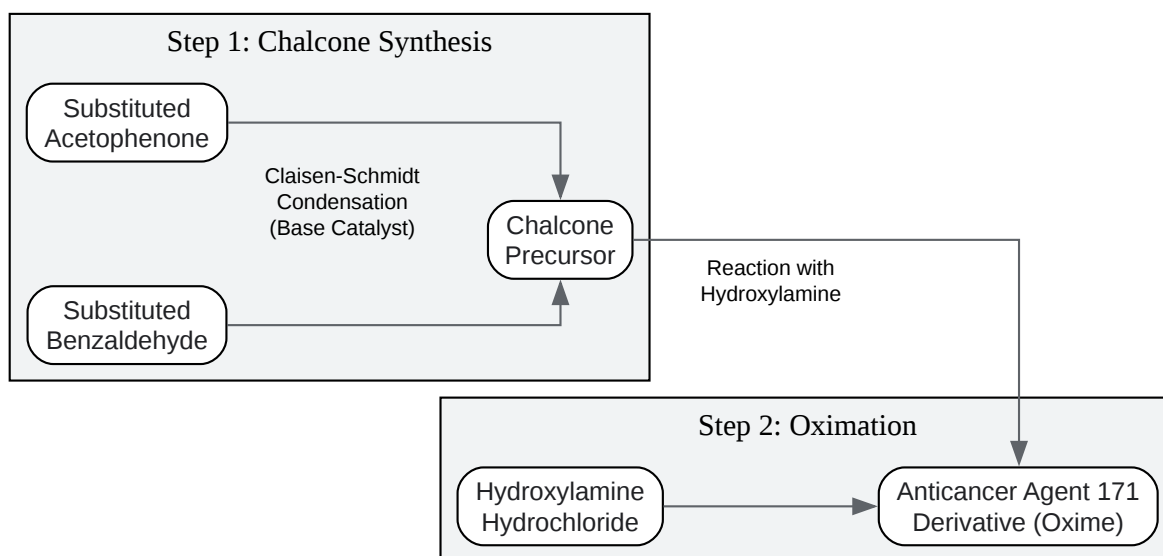 Step 1: Chalcone Synthesis
Substituted
Acetophenone
Claisen-Schmidt
Condensation
(Base Catalyst)
Chalcone
Precursor
Substituted
Benzaldehyde
Reaction with
Hydroxylamine
Step 2: Oximation
Hydroxylamine
Hydrochloride
Anticancer Agent 171
Derivative (Oxime)